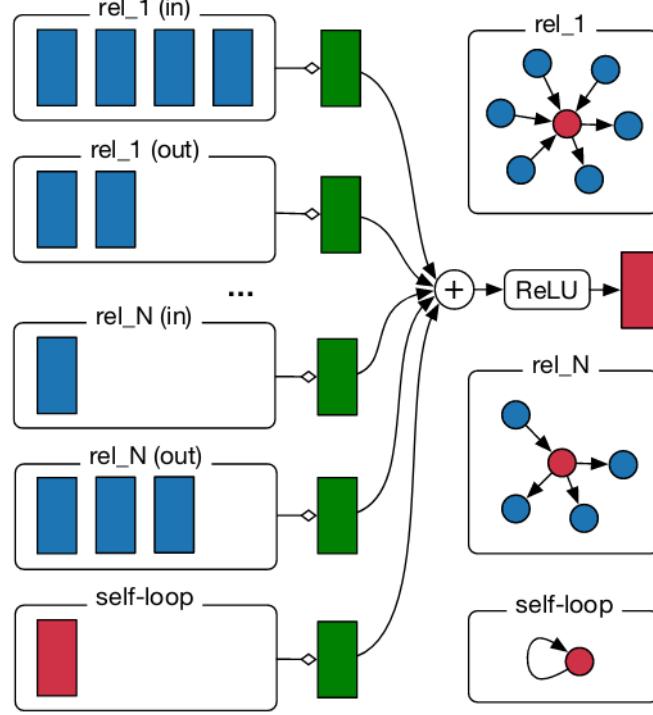 rel_1 (in)
rel_1 (out)
...
rel_N (in)
rel_N (out)
self-loop
+
ReLU
rel_1
rel_N
self-loop